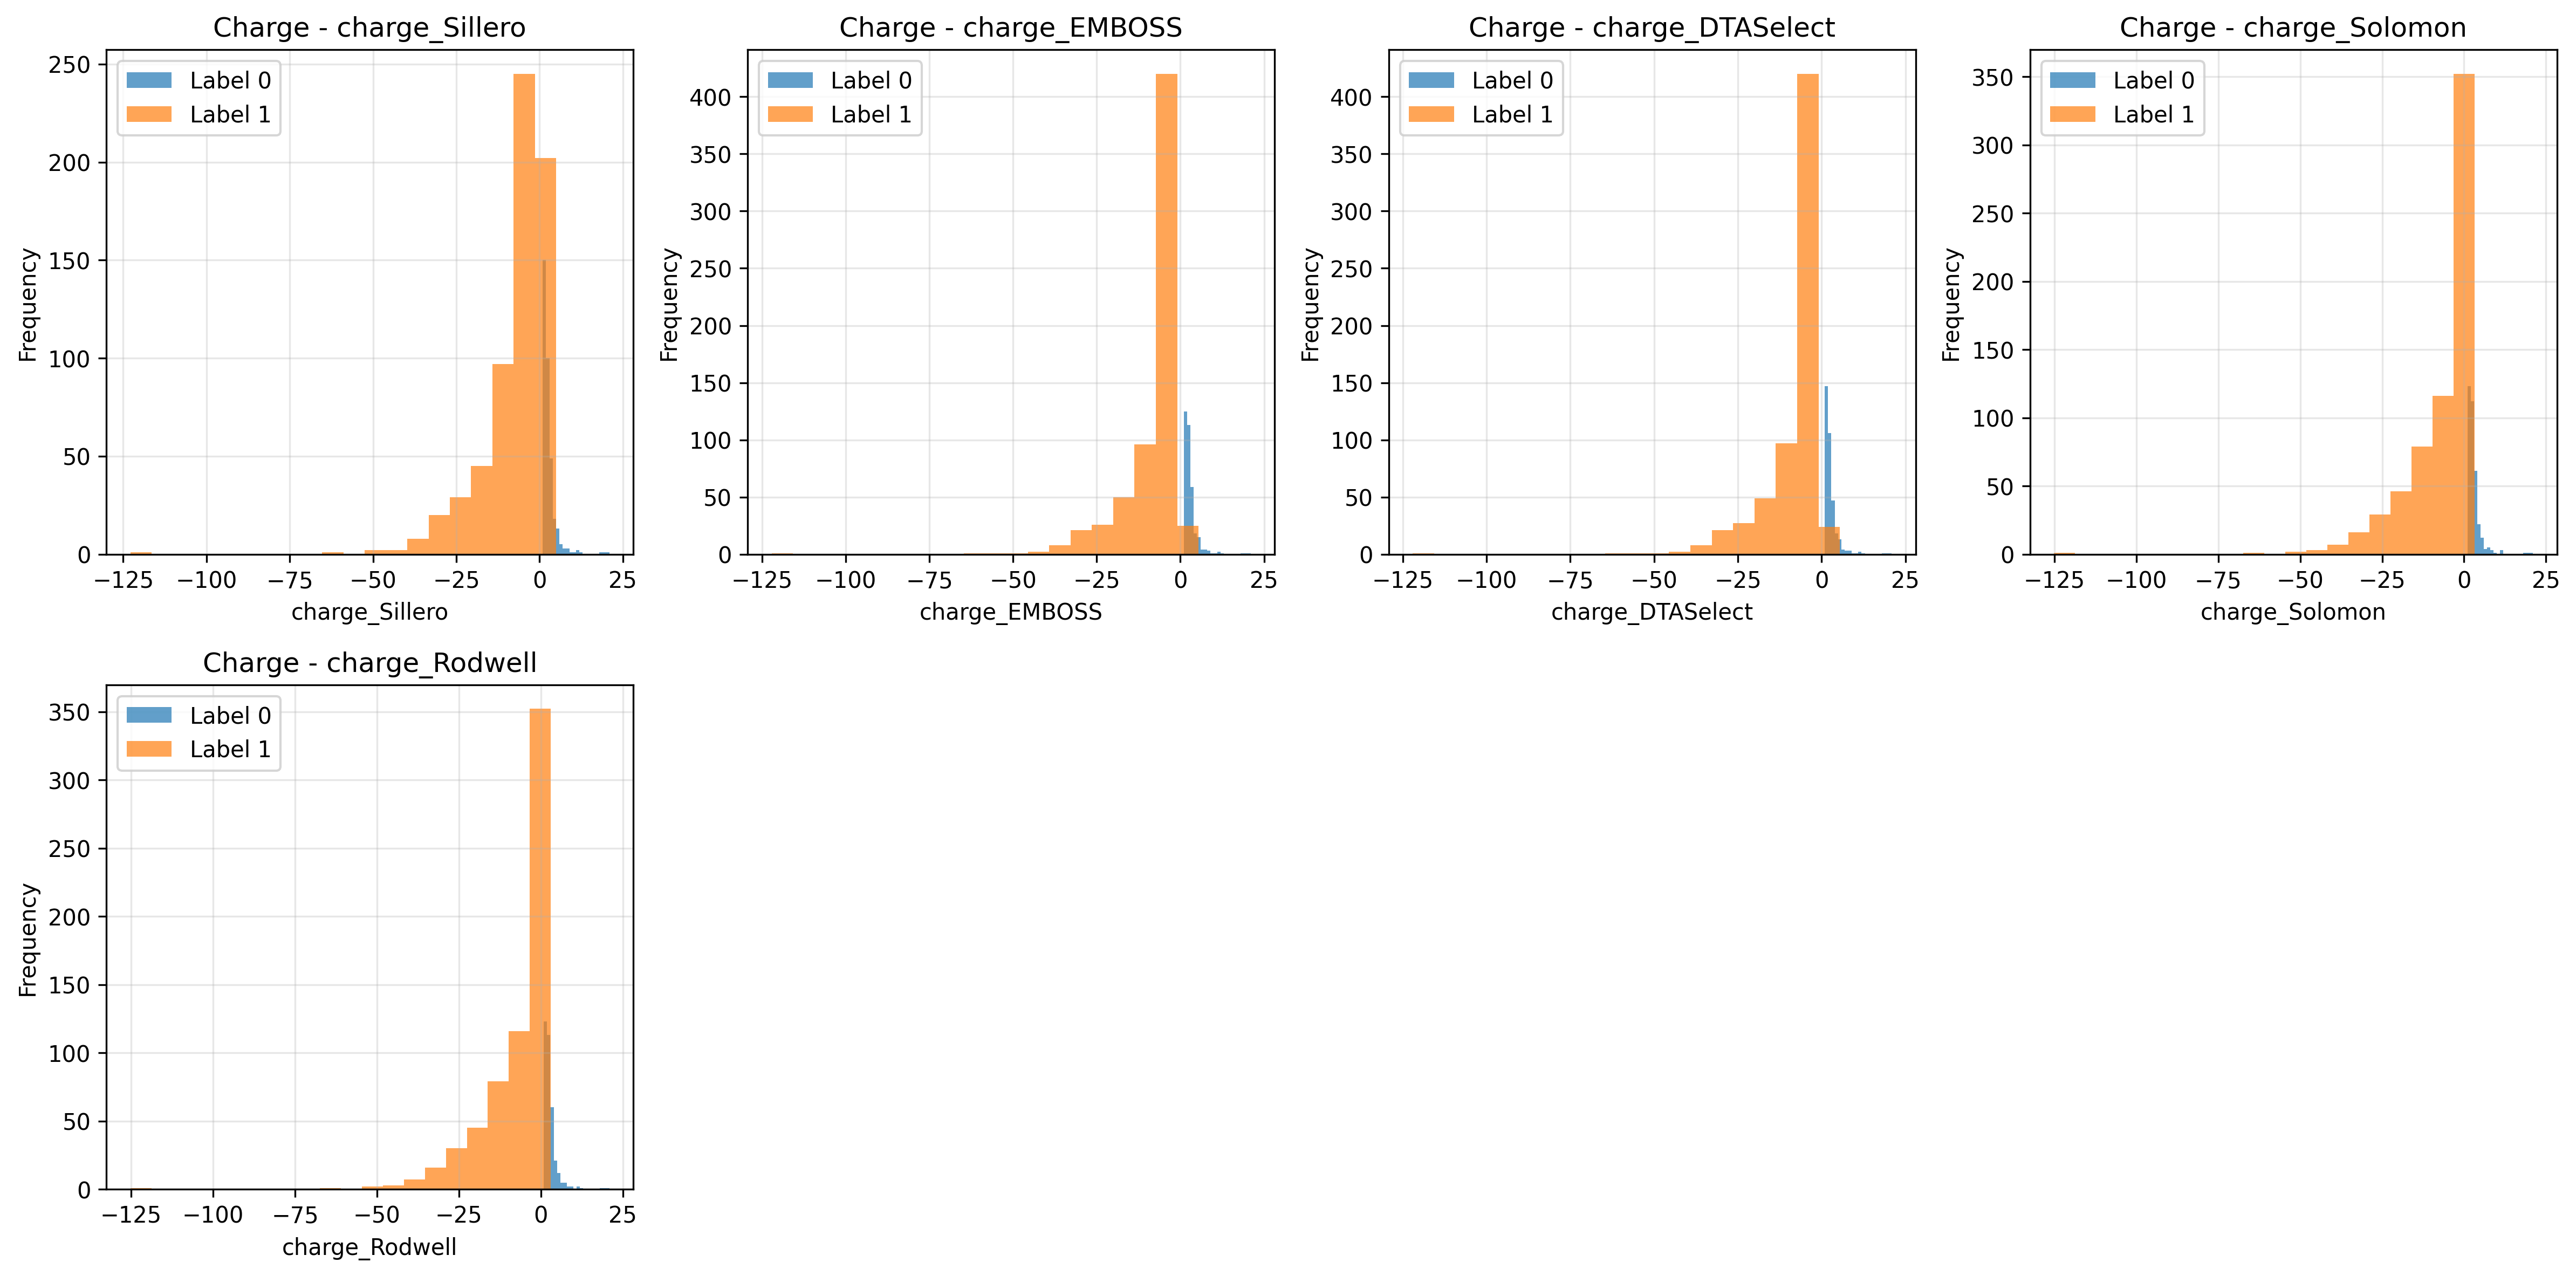 Charge - charge_Sillero
Label 0
Label 1
250
200
150
100
50
0
Frequency
−125 −100 −75 −50 −25 0 25
charge_Sillero
Charge - charge_EMBOSS
Label 0
Label 1
400
350
300
250
200
150
100
50
0
Frequency
−125 −100 −75 −50 −25 0 25
charge_EMBOSS
Charge - charge_DTASelect
Label 0
Label 1
400
350
300
250
200
150
100
50
0
Frequency
−125 −100 −75 −50 −25 0 25
charge_DTASelect
Charge - charge_Solomon
Label 0
Label 1
350
300
250
200
150
100
50
0
Frequency
−125 −100 −75 −50 −25 0 25
charge_Solomon
Charge - charge_Rodwell
Label 0
Label 1
350
300
250
200
150
100
50
0
Frequency
−125 −100 −75 −50 −25 0 25
charge_Rodwell